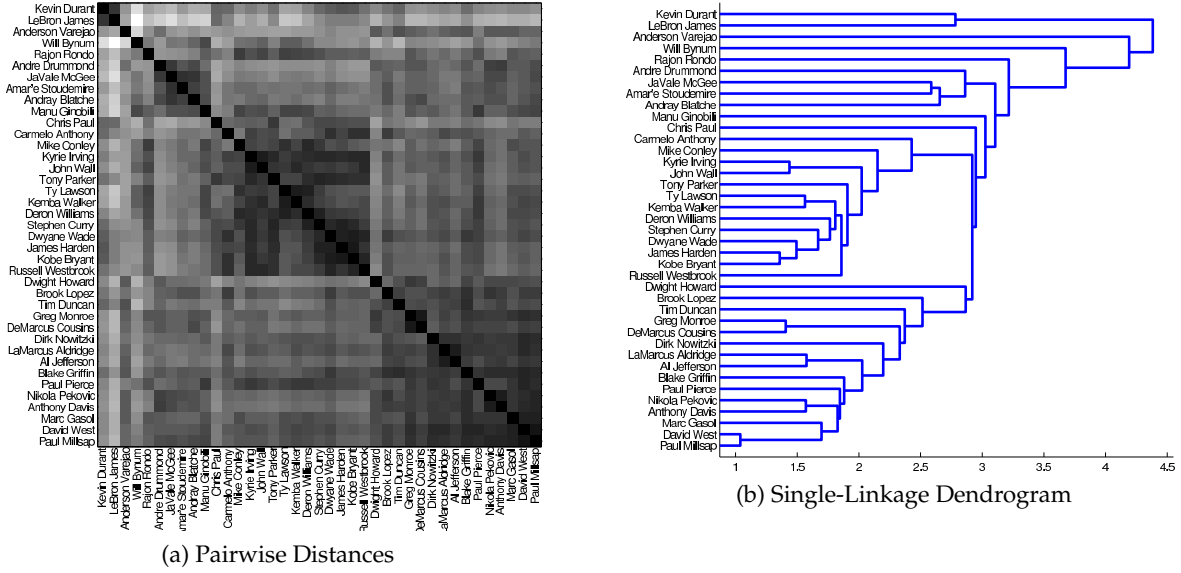 Kevin Durant
LeBron James
Anderson Varejao
Will Bynum
Rajon Rondo
Andre Drummond
JaVale McGee
Amar'e Stoudemire
Andray Blatche
Manu Ginobilli
Chris Paul
Carmelo Anthony
Mike Conley
Kyrie Irving
John Wall
Tony Parker
Ty Lawson
Kemba Walker
Deron Williams
Stephen Curry
Dwyane Wade
James Harden
Kobe Bryant
Russell Westbrook
Dwight Howard
Brook Lopez
Tim Duncan
Greg Monroe
DeMarcus Cousins
Dirk Nowitzki
LaMarcus Aldridge
Al Jefferson
Blake Griffin
Paul Pierce
Nikola Pekovic
Anthony Davis
Marc Gasol
David West
Paul Millsap
Kevin Durant
LeBron James
Anderson Varejao
Will Bynum
Rajon Rondo
Andre Drummond
JaVale McGee
Amar'e Stoudemire
Andray Blatche
Manu Ginobilli
Chris Paul
Carmelo Anthony
Mike Conley
Kyrie Irving
John Wall
Tony Parker
Ty Lawson
Kemba Walker
Deron Williams
Stephen Curry
Dwyane Wade
James Harden
Kobe Bryant
Russell Westbrook
Dwight Howard
Brook Lopez
Tim Duncan
Greg Monroe
DeMarcus Cousins
Dirk Nowitzki
LaMarcus Aldridge
Al Jefferson
Blake Griffin
Paul Pierce
Nikola Pekovic
Anthony Davis
Marc Gasol
David West
Paul Millsap
(a) Pairwise Distances
Kevin Durant
LeBron James
Anderson Varejao
Will Bynum
Rajon Rondo
Andre Drummond
JaVale McGee
Amar'e Stoudemire
Andray Blatche
Manu Ginobilli
Chris Paul
Carmelo Anthony
Mike Conley
Kyrie Irving
John Wall
Tony Parker
Ty Lawson
Kemba Walker
Deron Williams
Stephen Curry
Dwyane Wade
James Harden
Kobe Bryant
Russell Westbrook
Dwight Howard
Brook Lopez
Tim Duncan
Greg Monroe
DeMarcus Cousins
Dirk Nowitzki
LaMarcus Aldridge
Al Jefferson
Blake Griffin
Paul Pierce
Nikola Pekovic
Anthony Davis
Marc Gasol
David West
Paul Millsap
1 1.5 2 2.5 3 3.5 4 4.5
(b) Single-Linkage Dendrogram